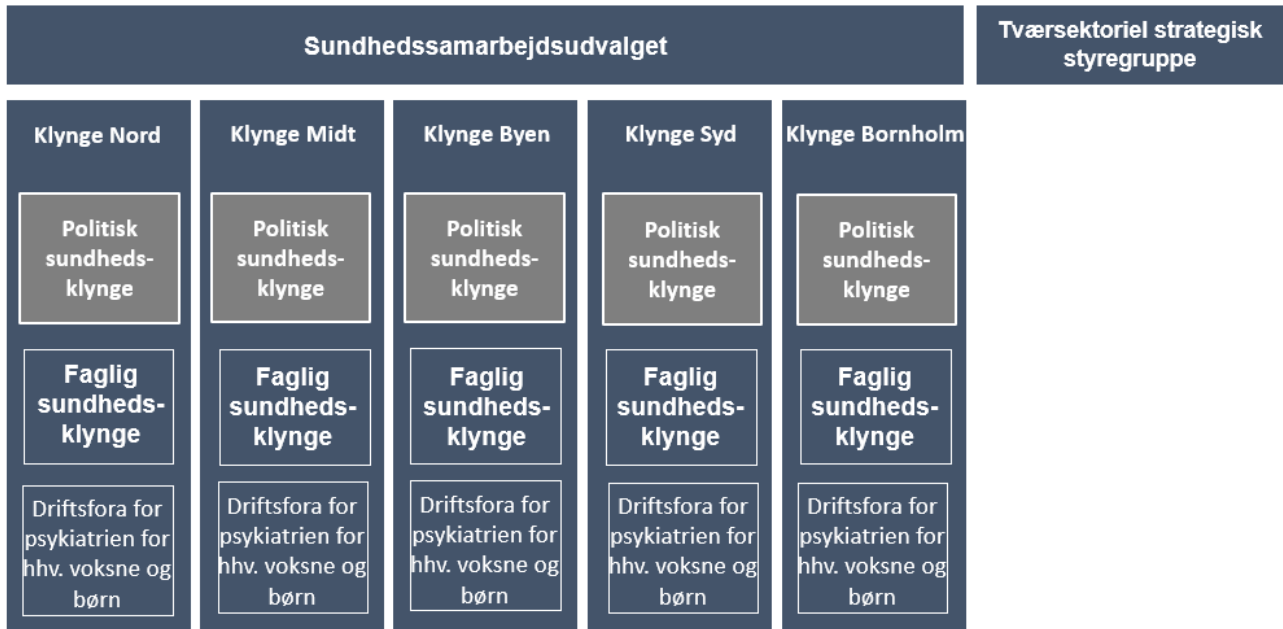 Sundhedssamarbejdsudvalget
Tværsektoriel strategisk
styregruppe
Klynge Nord
Politisk
sundheds-
klynge
Faglig
sundheds-
klynge
Driftsfora for
psykiatrien for
hhv. voksne og
børn
Klynge Midt
Politisk
sundheds-
klynge
Faglig
sundheds-
klynge
Driftsfora for
psykiatrien for
hhv. voksne og
børn
Klynge Byen
Politisk
sundheds-
klynge
Faglig
sundheds-
klynge
Driftsfora for
psykiatrien for
hhv. voksne og
børn
Klynge Syd
Politisk
sundheds-
klynge
Faglig
sundheds-
klynge
Driftsfora for
psykiatrien for
hhv. voksne og
børn
Klynge Bornholm
Politisk
sundheds-
klynge
Faglig
sundheds-
klynge
Driftsfora for
psykiatrien for
hhv. voksne og
børn